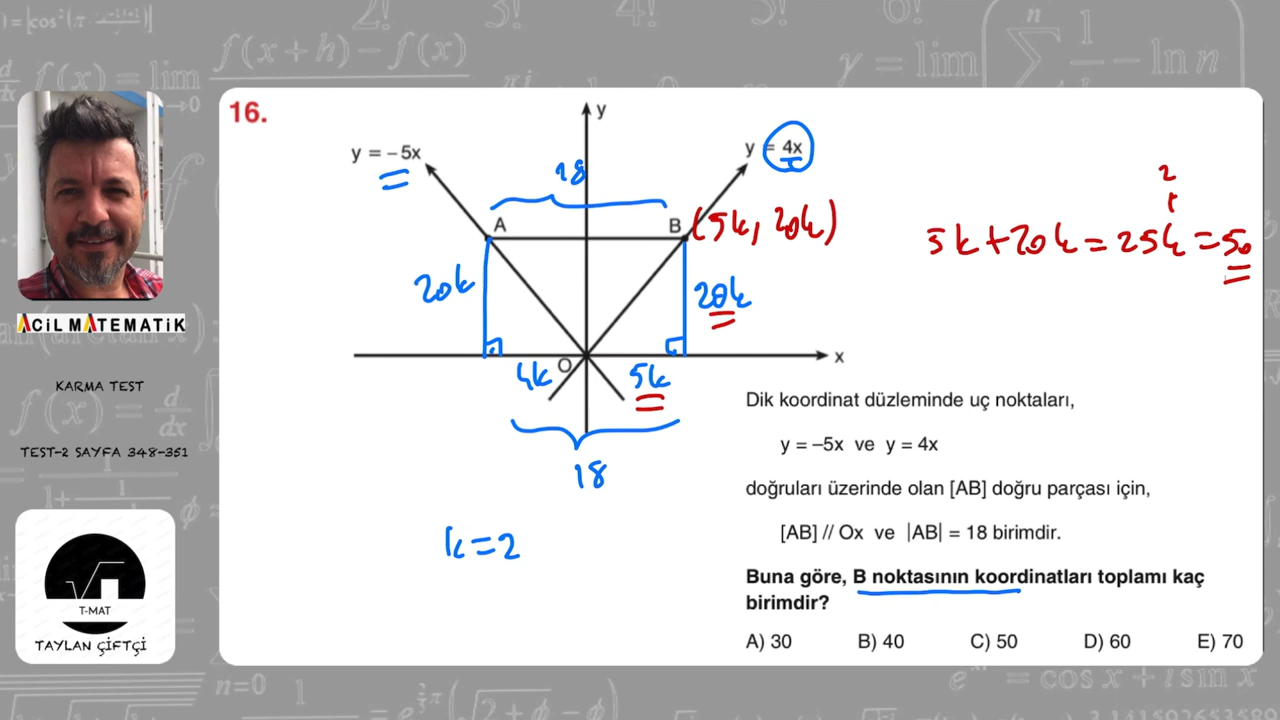 16.
y
y = –5x
y = 4x
18
A
B
(5k, 20k)
2
5k + 20k = 25k = 50
20k
20k
x
O
4k
5k
18
k = 2
Dik koordinat düzleminde uç noktaları,
y = –5x ve y = 4x
doğruları üzerinde olan [AB] doğru parçası için,
[AB] // Ox ve |AB| = 18 birimdir.
Buna göre, B noktasının koordinatları toplamı kaç
birimdir?
A) 30 B) 40 C) 50 D) 60 E) 70
ACiL MATEMATiK
KARMA TEST
TEST-2 SAYFA 348-351
T-MAT
TAYLAN ÇİFTÇİ
f(x+h) – f(x)
n=0